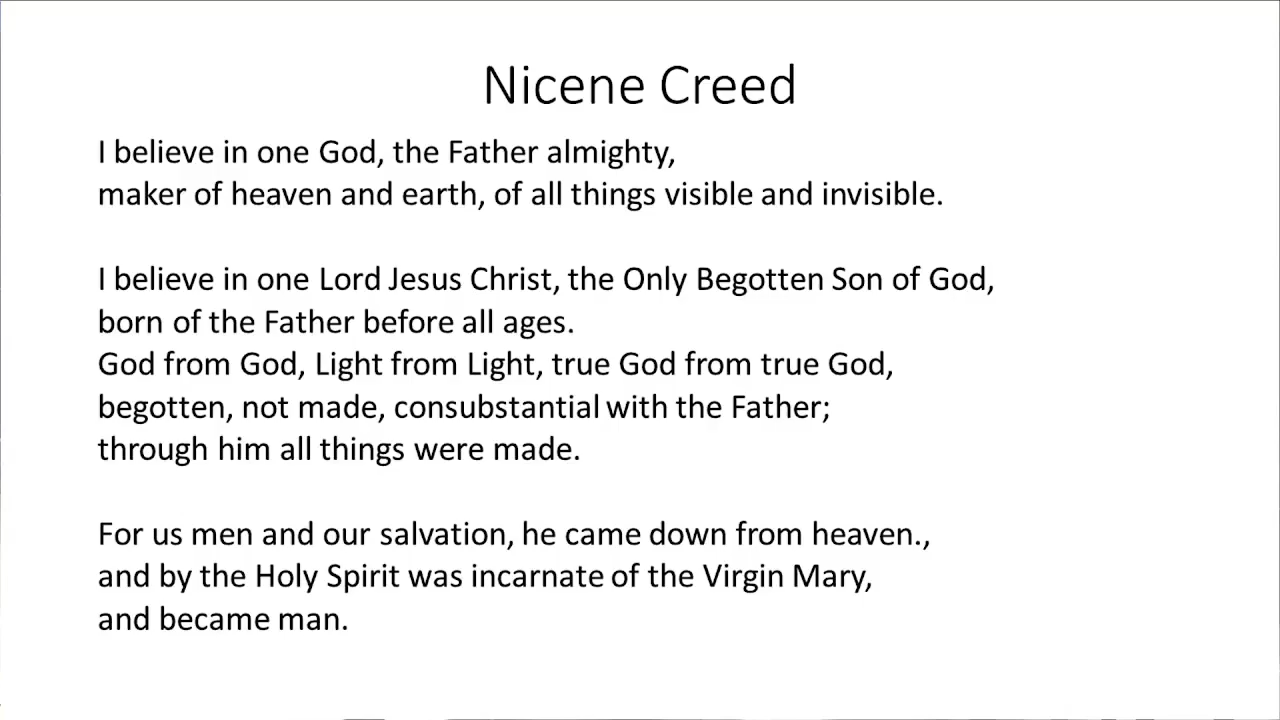 Nicene Creed
I believe in one God, the Father almighty,
maker of heaven and earth, of all things visible and invisible.
I believe in one Lord Jesus Christ, the Only Begotten Son of God,
born of the Father before all ages.
God from God, Light from Light, true God from true God,
begotten, not made, consubstantial with the Father;
through him all things were made.
For us men and our salvation, he came down from heaven.,
and by the Holy Spirit was incarnate of the Virgin Mary,
and became man.